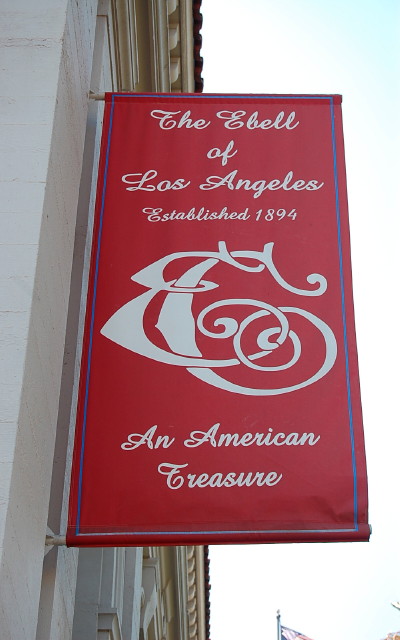 The Ebell
of
Los Angeles
Established 1894
An American
Treasure